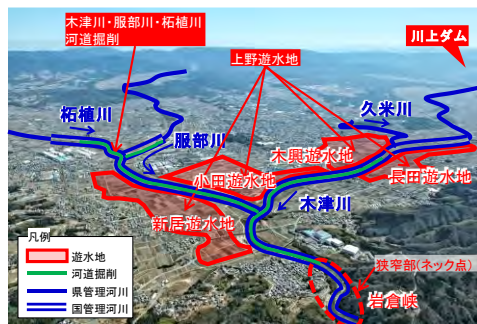 木津川・服部川・柘植川
河道掘削
川上ダム
上野遊水地
柘植川
久米川
服部川
木興遊水地
小田遊水地
長田遊水地
木津川
新居遊水地
凡例
遊水地
河道掘削
県管理河川
国管理河川
狭窄部(ネック点)
岩倉峡